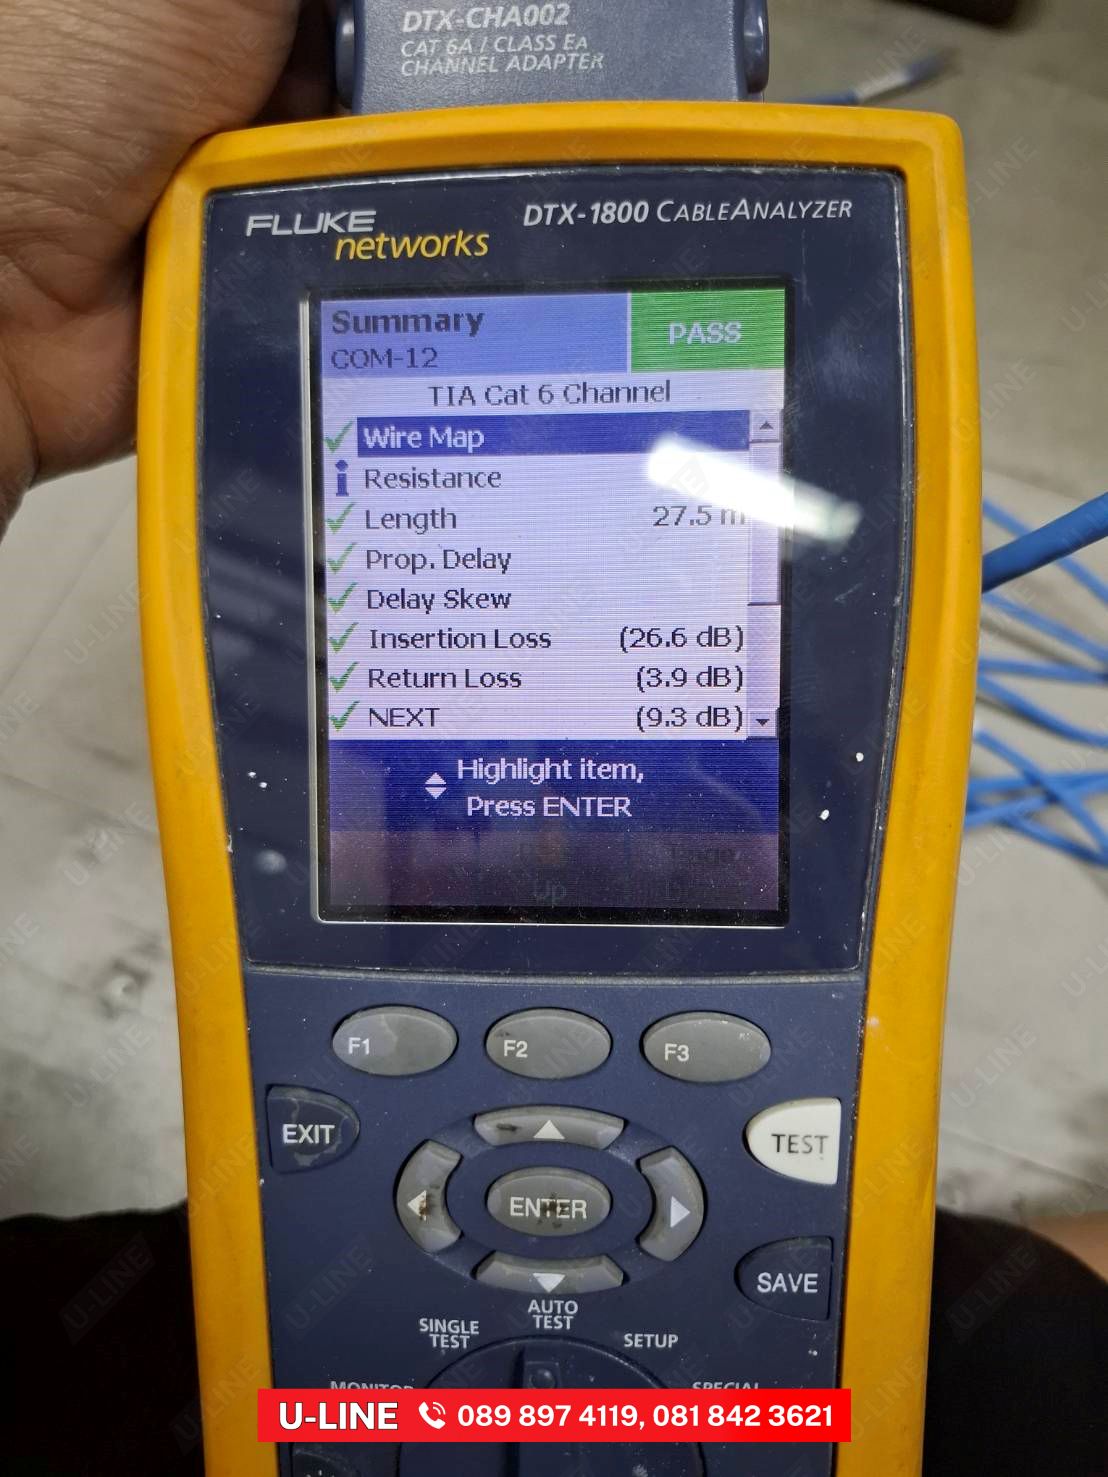 DTX-CHA002
CAT 6A / CLASS EA
CHANNEL ADAPTER
FLUKE
networks
DTX-1800 CABLEANALYZER
Summary
COM-12
PASS
TIA Cat 6 Channel
Wire Map
Resistance
Length 27.5 m
Prop. Delay
Delay Skew
Insertion Loss (26.6 dB)
Return Loss (3.9 dB)
NEXT (9.3 dB)
Highlight item,
Press ENTER
Up
F1
F2
F3
EXIT
TEST
ENTER
SAVE
AUTO
TEST
SINGLE
TEST
SETUP
MONITOR
SPECIAL
U-LINE 089 897 4119, 081 842 3621